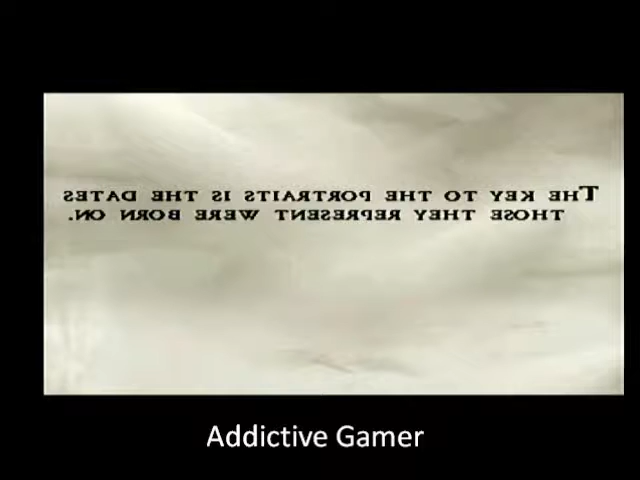 The key to the portraits is the dates
those they represent were born on.
Addictive Gamer